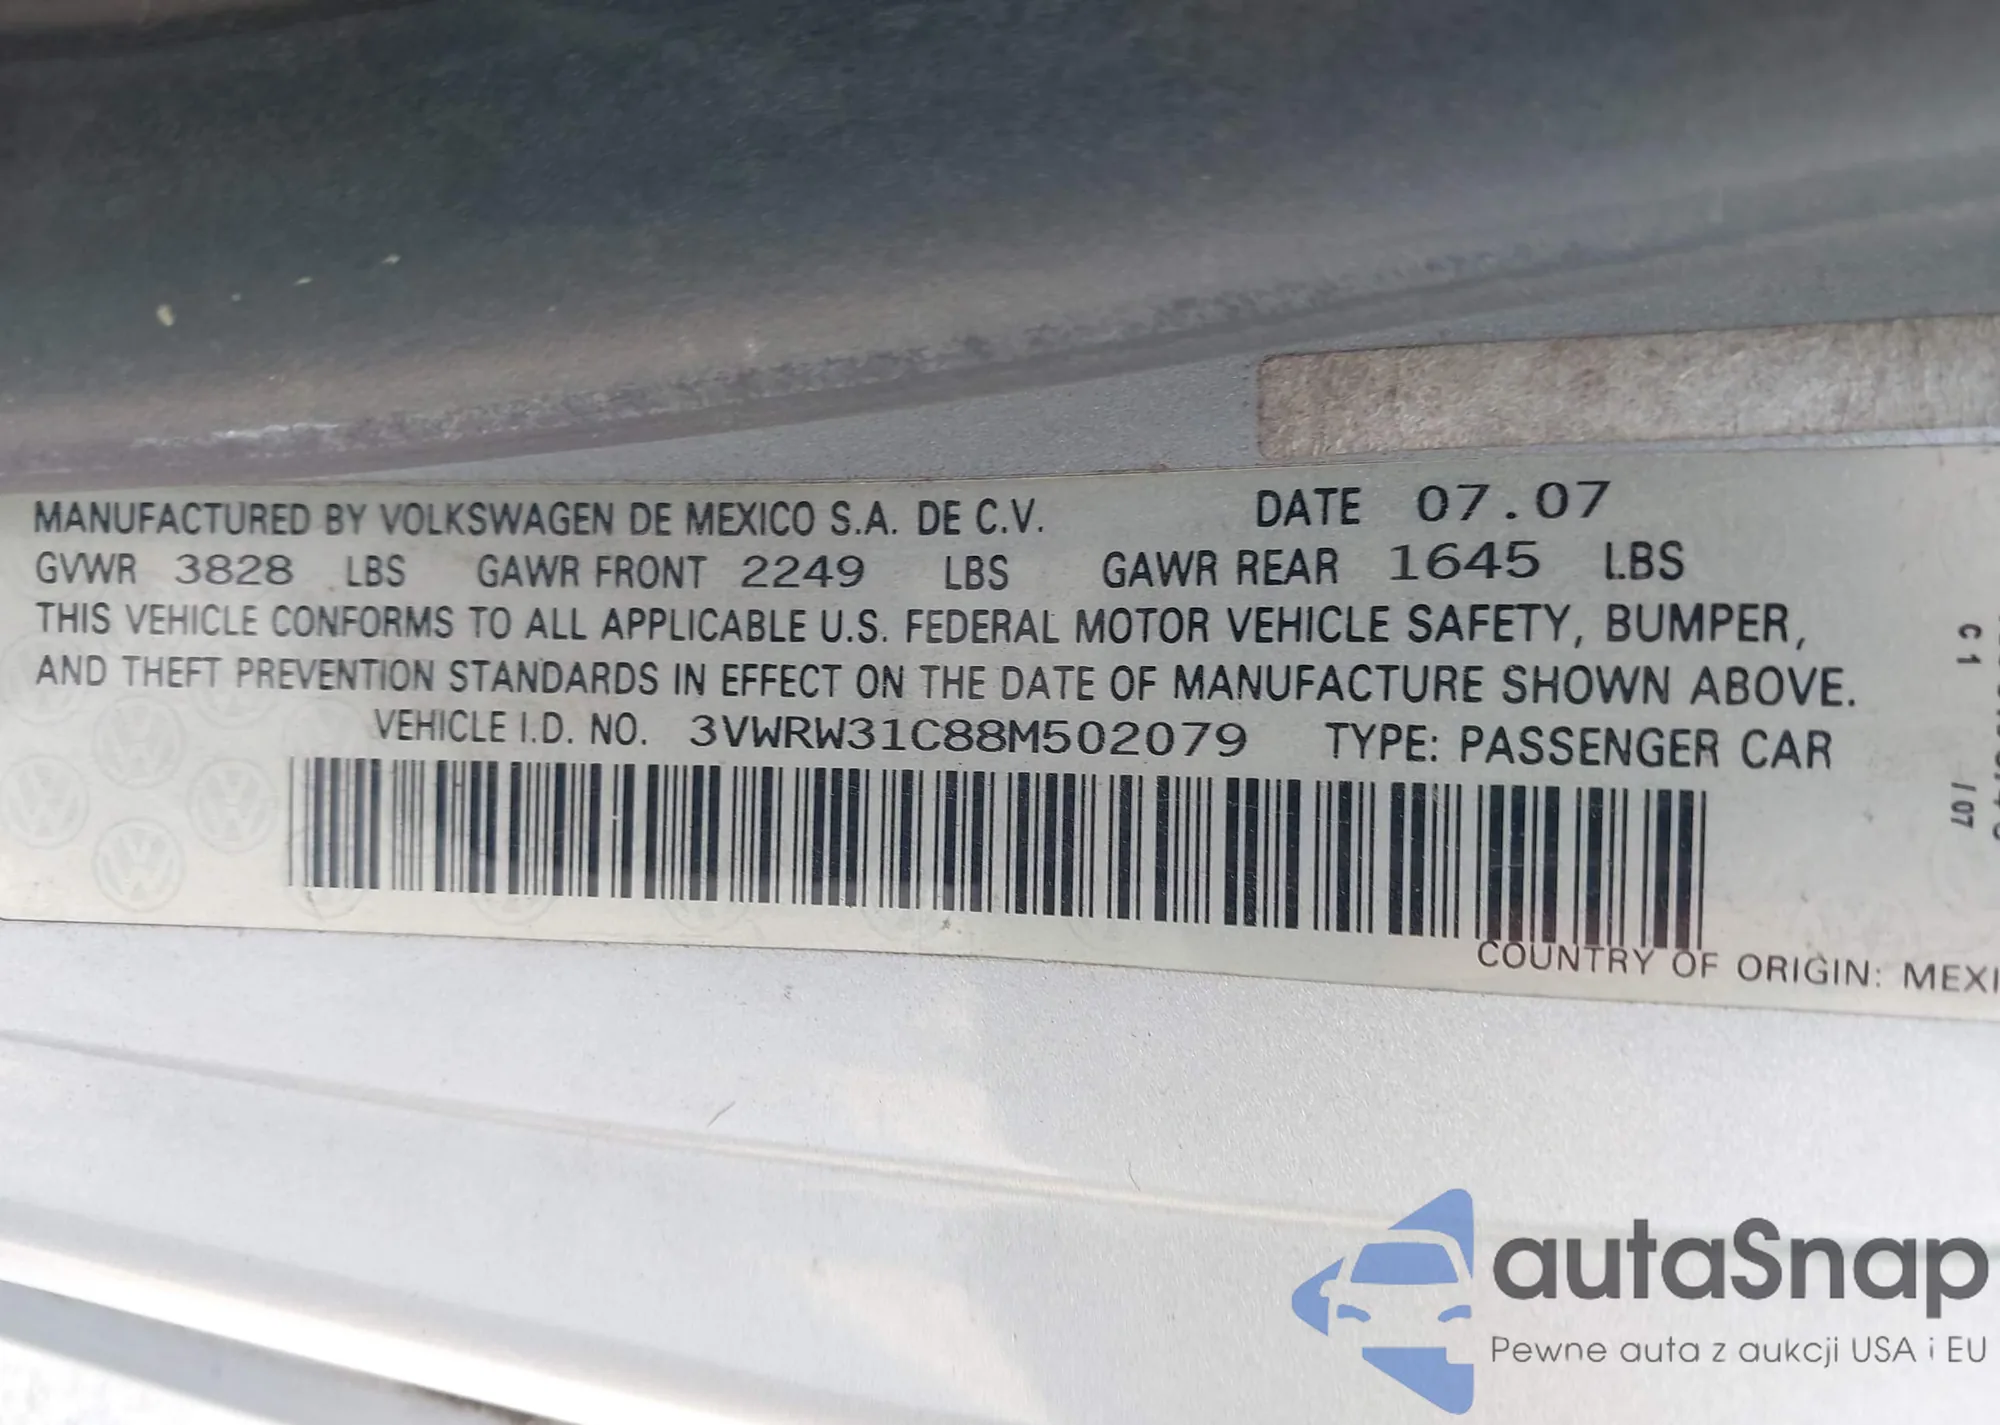 MANUFACTURED BY VOLKSWAGEN DE MEXICO S.A. DE C.V. DATE 07.07
GVWR 3828 LBS GAWR FRONT 2249 LBS GAWR REAR 1645 LBS
THIS VEHICLE CONFORMS TO ALL APPLICABLE U.S. FEDERAL MOTOR VEHICLE SAFETY, BUMPER,
AND THEFT PREVENTION STANDARDS IN EFFECT ON THE DATE OF MANUFACTURE SHOWN ABOVE.
VEHICLE I.D. NO. 3VWRW31C88M502079 TYPE: PASSENGER CAR
COUNTRY OF ORIGIN: MEXI
C1 /07
autaSnap
Pewne auta z aukcji USA i EU